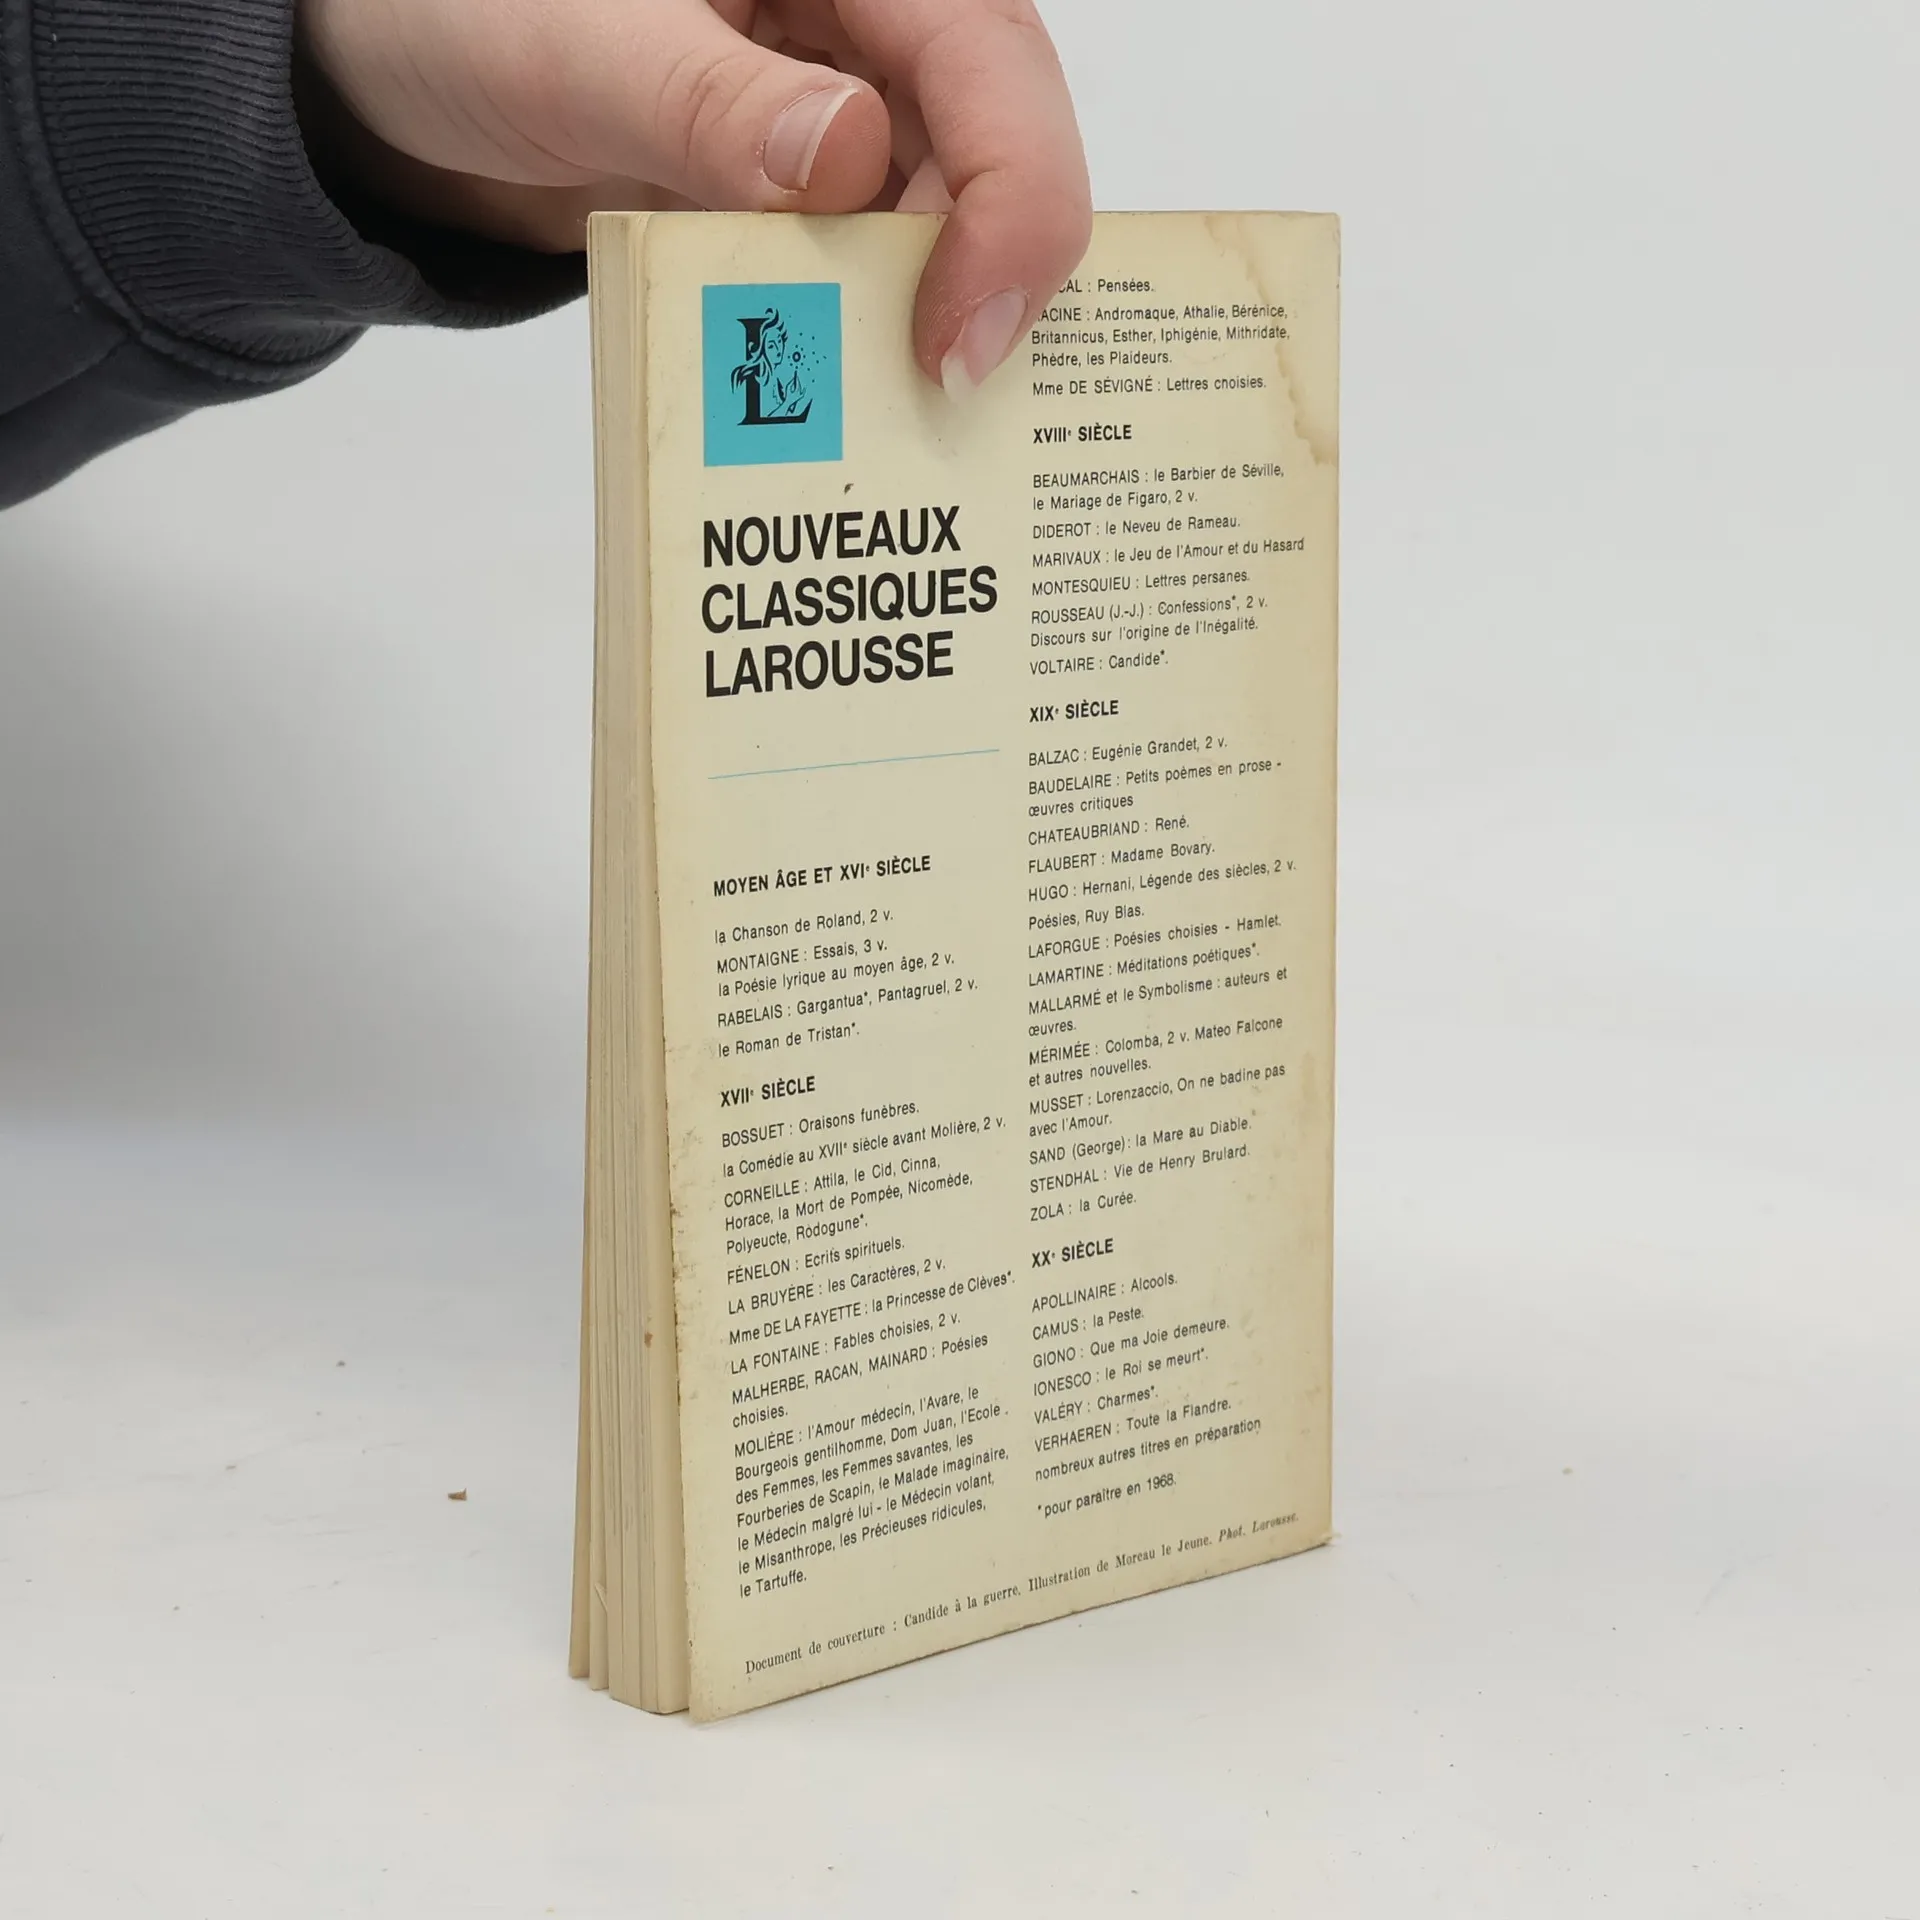 L
NOUVEAUX
CLASSIQUES
LAROUSSE
MOYEN ÂGE ET XVIe SIÈCLE
la Chanson de Roland, 2 v.
MONTAIGNE : Essais, 3 v.
la Poésie lyrique au moyen âge, 2 v.
RABELAIS : Gargantua*, Pantagruel, 2 v.
le Roman de Tristan*.
XVIIe SIÈCLE
BOSSUET : Oraisons funèbres.
la Comédie au XVIIe siècle avant Molière, 2 v.
CORNEILLE : Attila, le Cid, Cinna,
Horace, la Mort de Pompée, Nicomède,
Polyeucte, Rodogune*.
FÉNELON : Ecrits spirituels.
LA BRUYÈRE : les Caractères, 2 v.
Mme DE LA FAYETTE : la Princesse de Clèves*.
LA FONTAINE : Fables choisies, 2 v.
MALHERBE, RACAN, MAINARD : Poésies
choisies.
MOLIÈRE : l'Amour médecin, l'Avare, le
Bourgeois gentilhomme, Dom Juan, l'Ecole
des Femmes, les Femmes savantes, les
Fourberies de Scapin, le Malade imaginaire,
le Médecin malgré lui - le Médecin volant,
le Misanthrope, les Précieuses ridicules,
le Tartuffe.
CAL : Pensées.
ACINE : Andromaque, Athalie, Bérénice,
Britannicus, Esther, Iphigénie, Mithridate,
Phèdre, les Plaideurs.
Mme DE SÉVIGNÉ : Lettres choisies.
XVIIIe SIÈCLE
BEAUMARCHAIS : le Barbier de Séville,
le Mariage de Figaro, 2 v.
DIDEROT : le Neveu de Rameau.
MARIVAUX : le Jeu de l'Amour et du Hasard
MONTESQUIEU : Lettres persanes.
ROUSSEAU (J.-J.) : Confessions*, 2 v.
Discours sur l'origine de l'Inégalité.
VOLTAIRE : Candide*.
XIXe SIÈCLE
BALZAC : Eugénie Grandet, 2 v.
BAUDELAIRE : Petits poèmes en prose -
œuvres critiques
CHATEAUBRIAND : René.
FLAUBERT : Madame Bovary.
HUGO : Hernani, Légende des siècles, 2 v.
Poésies, Ruy Blas.
LAFORGUE : Poésies choisies - Hamlet.
LAMARTINE : Méditations poétiques*.
MALLARMÉ et le Symbolisme : auteurs et
œuvres.
MÉRIMÉE : Colomba, 2 v. Mateo Falcone
et autres nouvelles.
MUSSET : Lorenzaccio, On ne badine pas
avec l'Amour.
SAND (George) : la Mare au Diable.
STENDHAL : Vie de Henry Brulard.
ZOLA : la Curée.
XXe SIÈCLE
APOLLINAIRE : Alcools.
CAMUS : la Peste.
GIONO : Que ma Joie demeure.
IONESCO : le Roi se meurt*.
VALÉRY : Charmes*.
VERHAEREN : Toute la Flandre.
nombreux autres titres en préparation
*pour paraître en 1968.
Document de couverture : Candide à la guerre. Illustration de Moreau le Jeune. Phot. Larousse.